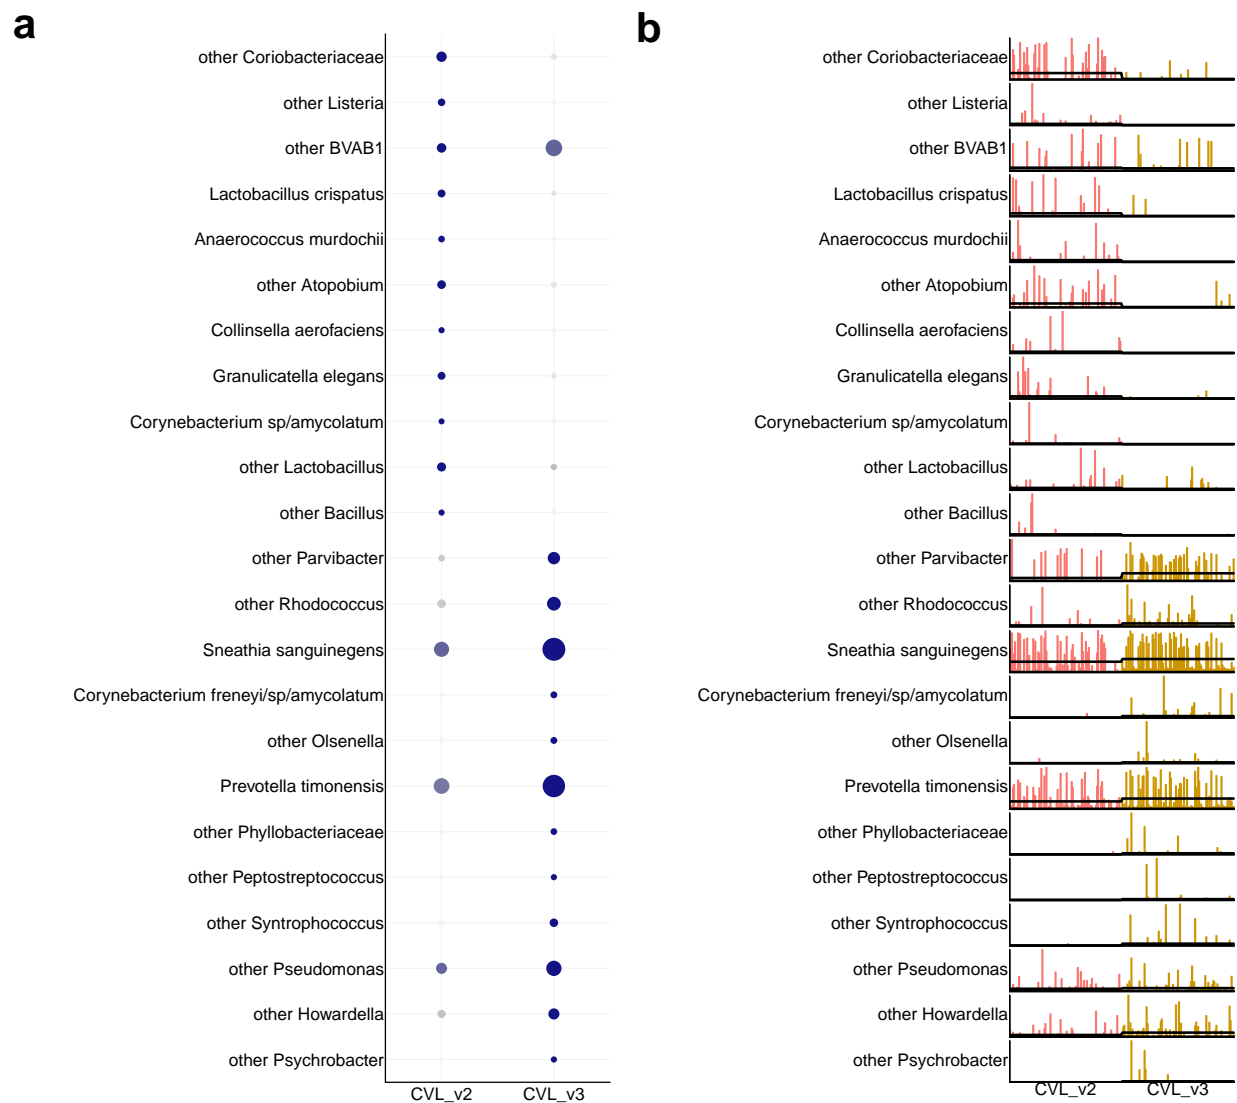 a
other Coriobacteriaceae
other Listeria
other BVAB1
Lactobacillus crispatus
Anaerococcus murdochii
other Atopobium
Collinsella aerofaciens
Granulicatella elegans
Corynebacterium sp/amycolatum
other Lactobacillus
other Bacillus
other Parvibacter
other Rhodococcus
Sneathia sanguinegens
Corynebacterium freneyi/sp/amycolatum
other Olsenella
Prevotella timonensis
other Phyllobacteriaceae
other Peptostreptococcus
other Syntrophococcus
other Pseudomonas
other Howardella
other Psychrobacter
CVL_v2 CVL_v3
b
other Coriobacteriaceae
other Listeria
other BVAB1
Lactobacillus crispatus
Anaerococcus murdochii
other Atopobium
Collinsella aerofaciens
Granulicatella elegans
Corynebacterium sp/amycolatum
other Lactobacillus
other Bacillus
other Parvibacter
other Rhodococcus
Sneathia sanguinegens
Corynebacterium freneyi/sp/amycolatum
other Olsenella
Prevotella timonensis
other Phyllobacteriaceae
other Peptostreptococcus
other Syntrophococcus
other Pseudomonas
other Howardella
other Psychrobacter
CVL_v2 CVL_v3